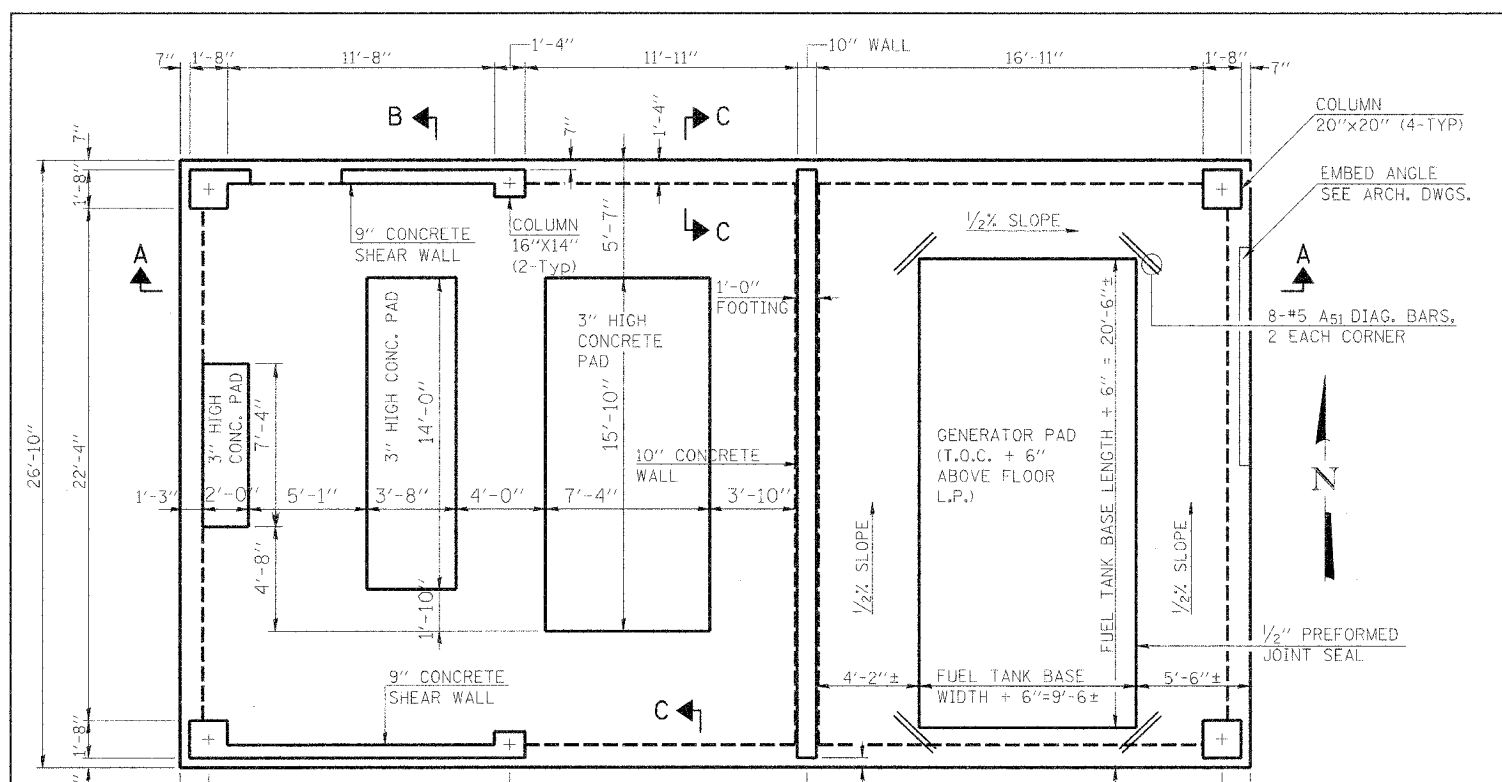 1'-4"
10" WALL
7"
1'-8"
11'-8"
11'-11"
16'-11"
1'-8"
7"
B
C
7"
1'-4"
COLUMN
20"x20" (4-TYP)
7"
1'-8"
EMBED ANGLE
SEE ARCH. DWGS.
9" CONCRETE
SHEAR WALL
COLUMN
16"X14"
(2-Typ)
5'-7"
C
1/2% SLOPE
A
A
1'-0"
FOOTING
3" HIGH
CONCRETE
PAD
8-#5 A51 DIAG. BARS,
2 EACH CORNER
3" HIGH
CONC. PAD
7'-4"
3" HIGH CONC. PAD
14'-0"
15'-10"
FUEL TANK BASE LENGTH + 6" = 20'-6"±
GENERATOR PAD
(T.O.C. + 6"
ABOVE FLOOR
L.P.)
26'-10"
22'-4"
10" CONCRETE
WALL
N
1'-3"
2'-0"
5'-1"
3'-8"
4'-0"
7'-4"
3'-10"
4'-8"
1'-10"
1/2% SLOPE
1/2% SLOPE
1/2" PREFORMED
JOINT SEAL
9" CONCRETE
SHEAR WALL
4'-2"±
FUEL TANK BASE
WIDTH + 6"=9'-6±
5'-6"±
C
1'-8"